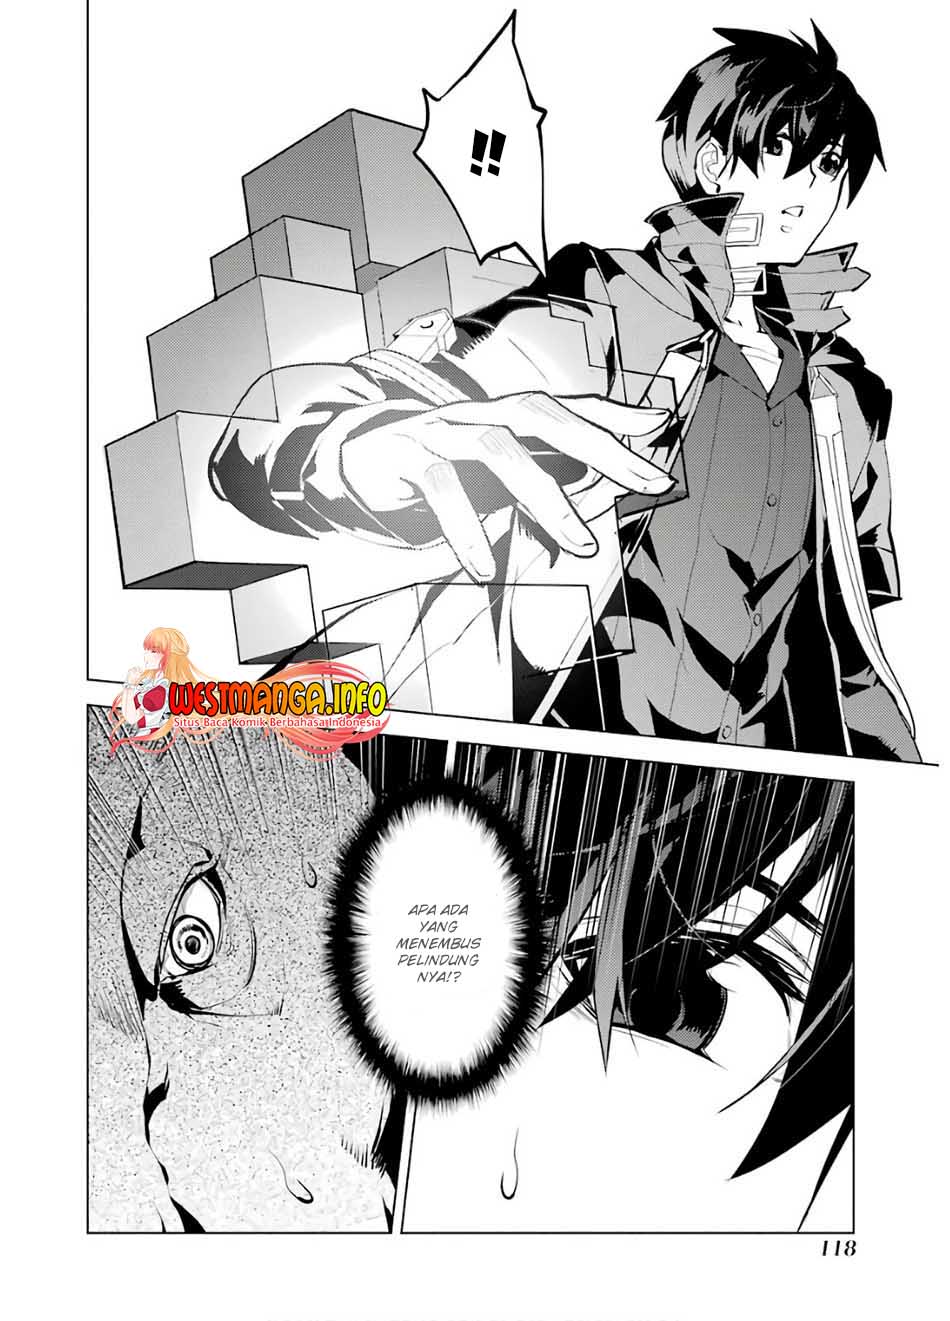 !!
WESTMANGA.INFO
Situs Baca Komik Berbahasa Indonesia
APA ADA
YANG
MENEMBUS
PELINDUNG
NYA!?
118